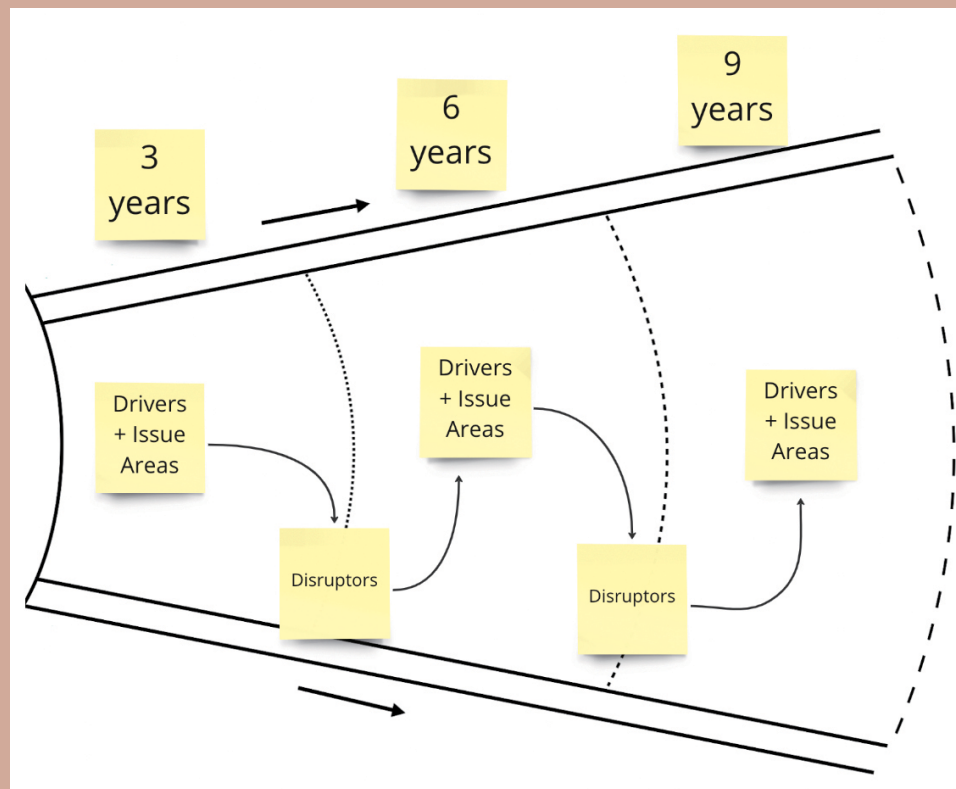 3
years
6
years
9
years
Drivers
+ Issue
Areas
Disruptors
Drivers
+ Issue
Areas
Disruptors
Drivers
+ Issue
Areas